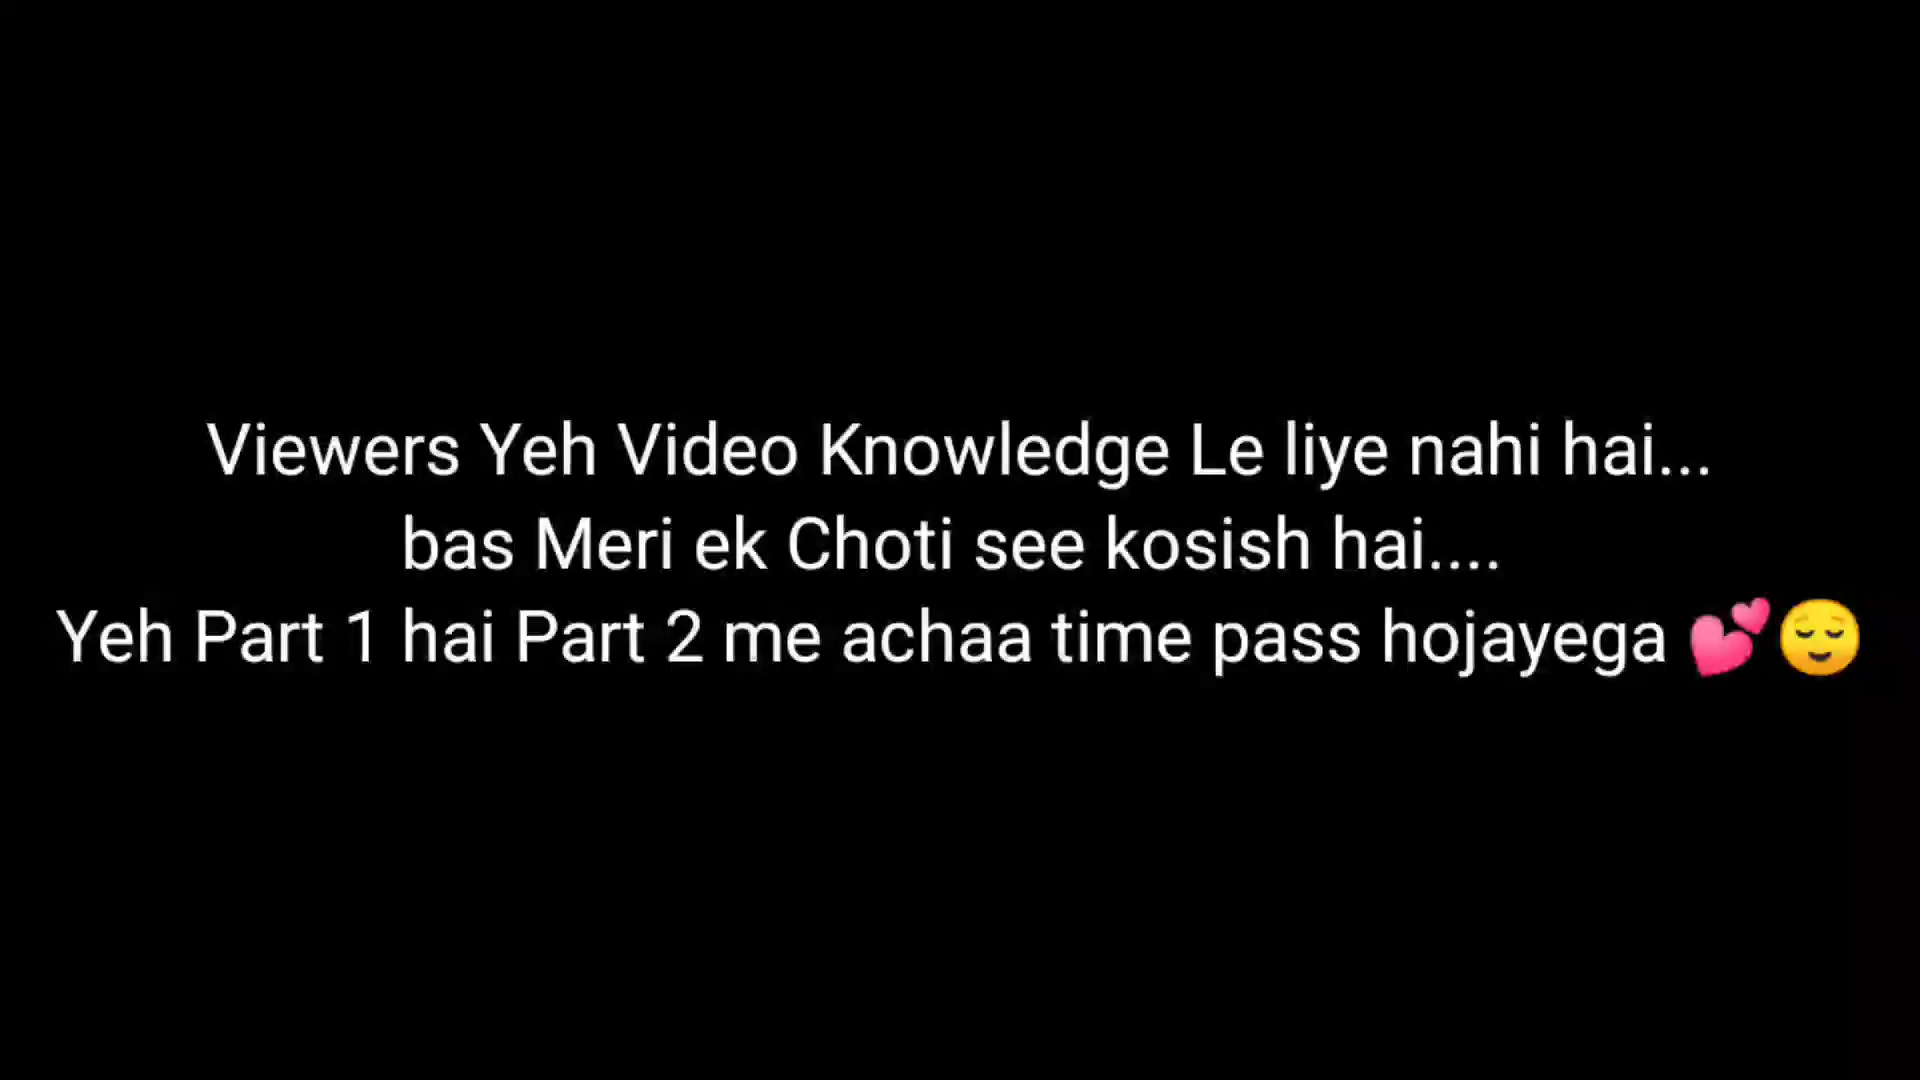 Viewers Yeh Video Knowledge Le liye nahi hai...
bas Meri ek Choti see kosish hai....
Yeh Part 1 hai Part 2 me achaa time pass hojayega 💕😌